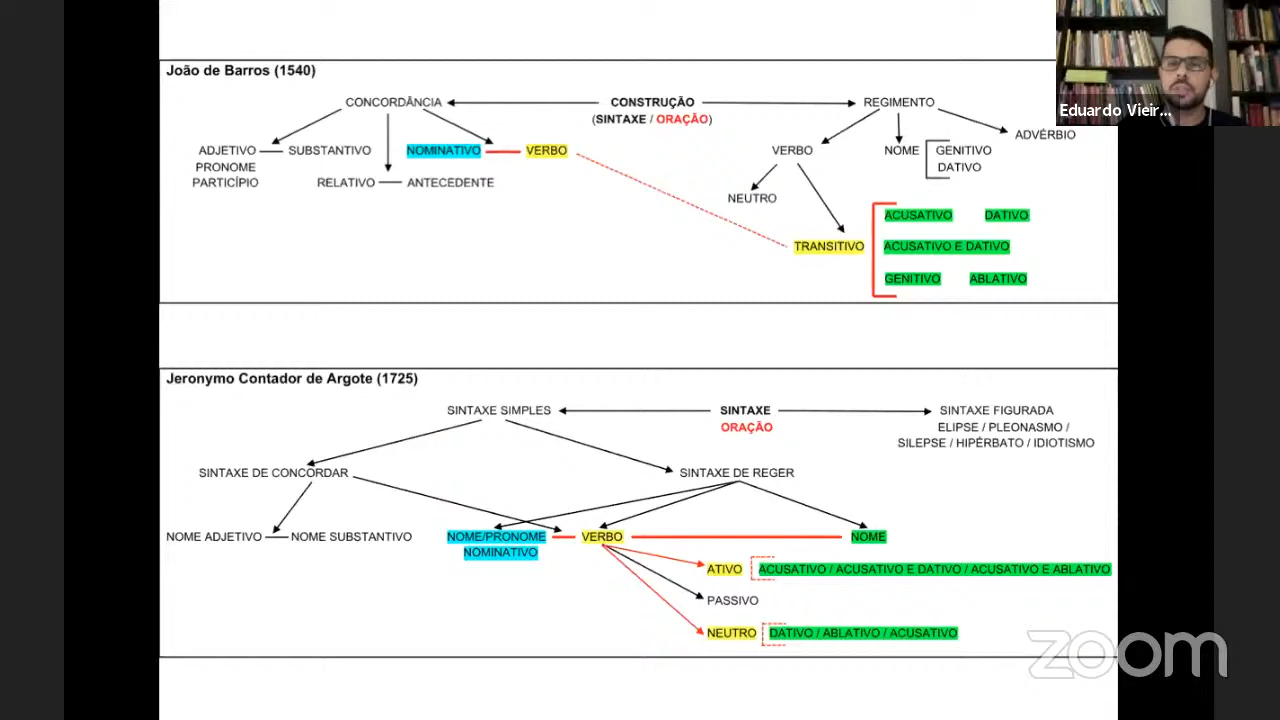 João de Barros (1540)
CONCORDÂNCIA CONSTRUÇÃO REGIMENTO
(SINTAXE / ORAÇÃO)
Eduardo Vieir...
ADVÉRBIO
ADJETIVO SUBSTANTIVO NOMINATIVO VERBO VERBO NOME GENITIVO
PRONOME DATIVO
PARTICÍPIO RELATIVO ANTECEDENTE
NEUTRO
ACUSATIVO DATIVO
TRANSITIVO ACUSATIVO E DATIVO
GENITIVO ABLATIVO
Jeronymo Contador de Argote (1725)
SINTAXE SIMPLES SINTAXE SINTAXE FIGURADA
ORAÇÃO ELIPSE / PLEONASMO /
SILEPSE / HIPÉRBATO / IDIOTISMO
SINTAXE DE CONCORDAR SINTAXE DE REGER
NOME ADJETIVO NOME SUBSTANTIVO NOME/PRONOME VERBO NOME
NOMINATIVO
ATIVO ACUSATIVO / ACUSATIVO E DATIVO / ACUSATIVO E ABLATIVO
PASSIVO
NEUTRO DATIVO / ABLATIVO / ACUSATIVO
zoom